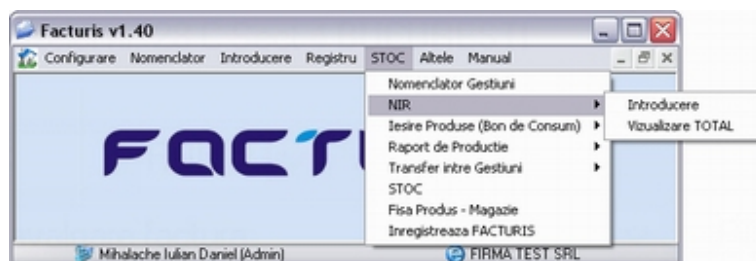 Facturis v1.40
Configurare Nomenclator Introducere Registru STOC Altele Manual
Nomenclator Gestiuni
NIR
Introducere
Vizualizare TOTAL
Iesire Produse (Bon de Consum)
Raport de Productie
Transfer intre Gestiuni
STOC
Fisa Produs - Magazie
Inregistreaza FACTURIS
Mihalache Iulian Daniel (Admin) FIRMA TEST SRL